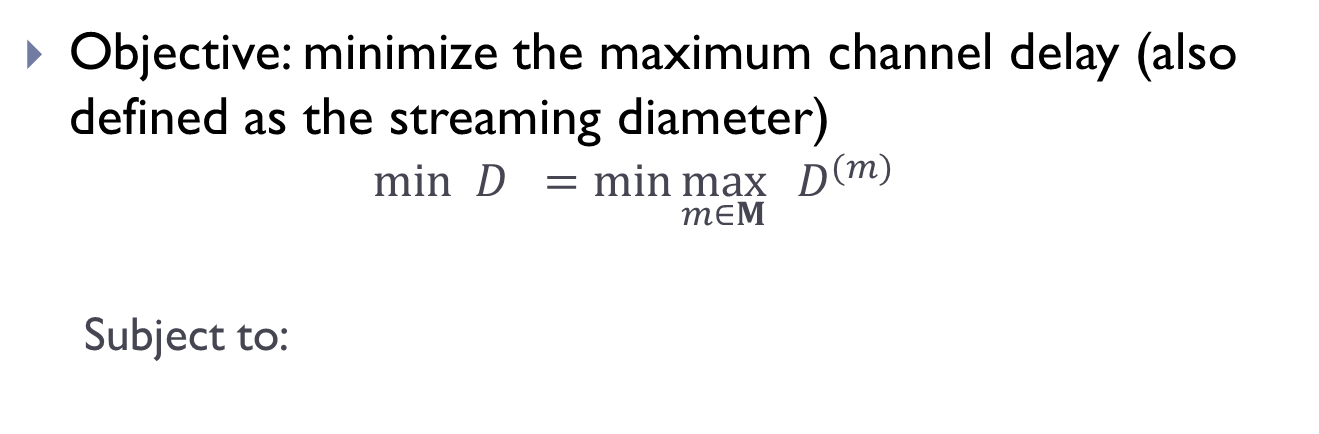 Objective: minimize the maximum channel delay (also
defined as the streaming diameter)
min D = min max D^(m)
m∈M
Subject to: